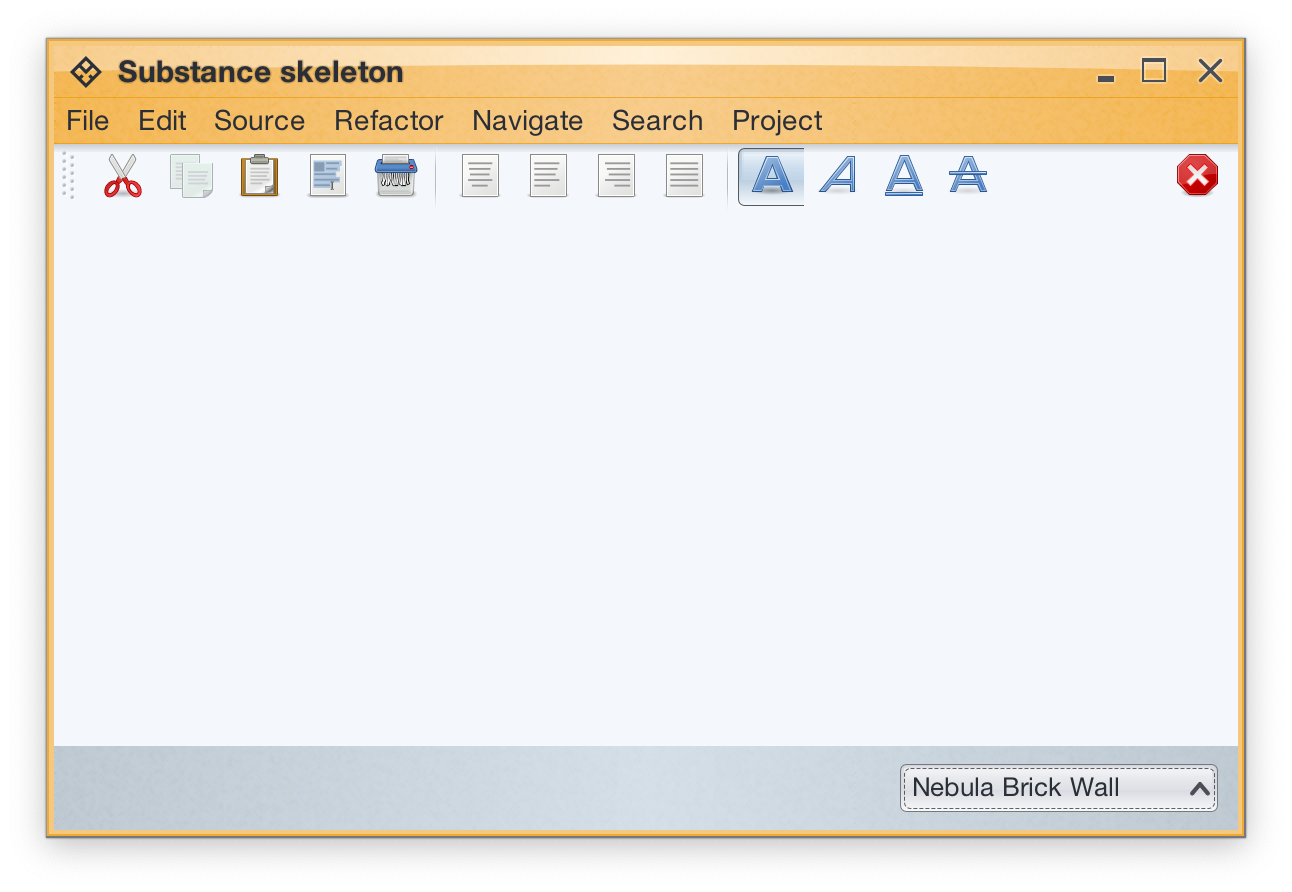 Substance skeleton
File Edit Source Refactor Navigate Search Project
Nebula Brick Wall